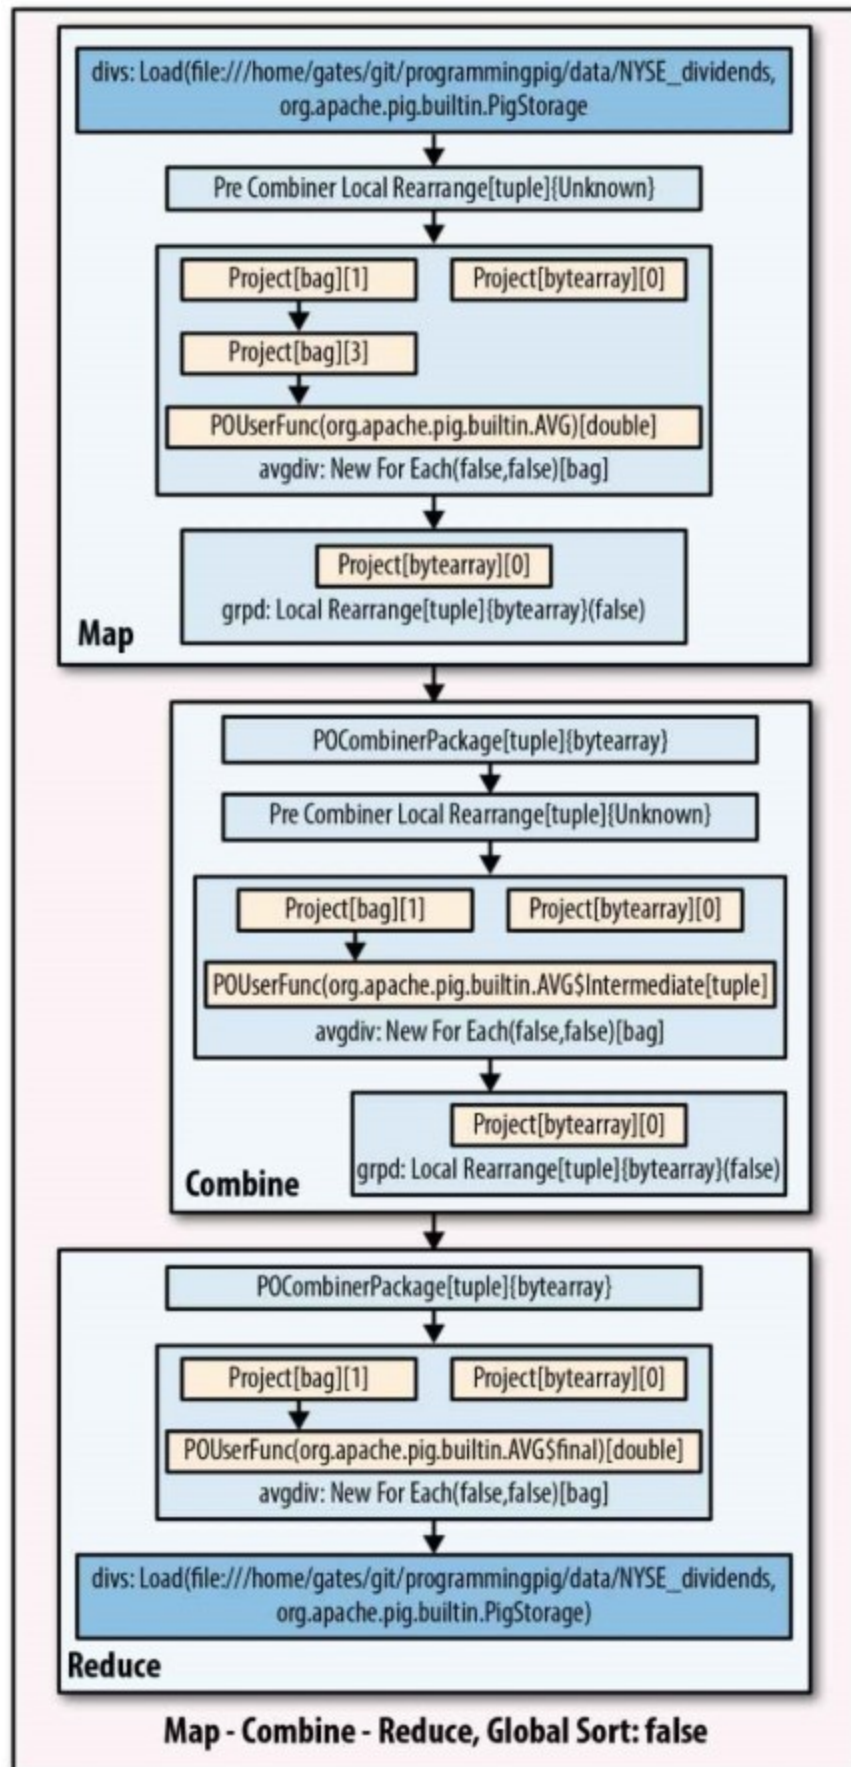 divs: Load(file:///home/gates/git/programmingpig/data/NYSE_dividends,
org.apache.pig.builtin.PigStorage
Pre Combiner Local Rearrange[tuple]{Unknown}
Project[bag][1]
Project[bytearray][0]
Project[bag][3]
POUserFunc(org.apache.pig.builtin.AVG)[double]
avgdiv: New For Each(false,false)[bag]
Project[bytearray][0]
grpd: Local Rearrange[tuple]{bytearray}(false)
Map
POCombinerPackage[tuple]{bytearray}
Pre Combiner Local Rearrange[tuple]{Unknown}
Project[bag][1]
Project[bytearray][0]
POUserFunc(org.apache.pig.builtin.AVG$Intermediate[tuple]
avgdiv: New For Each(false,false)[bag]
Project[bytearray][0]
grpd: Local Rearrange[tuple]{bytearray}(false)
Combine
POCombinerPackage[tuple]{bytearray}
Project[bag][1]
Project[bytearray][0]
POUserFunc(org.apache.pig.builtin.AVG$final)[double]
avgdiv: New For Each(false,false)[bag]
divs: Load(file:///home/gates/git/programmingpig/data/NYSE_dividends,
org.apache.pig.builtin.PigStorage)
Reduce
Map - Combine - Reduce, Global Sort: false